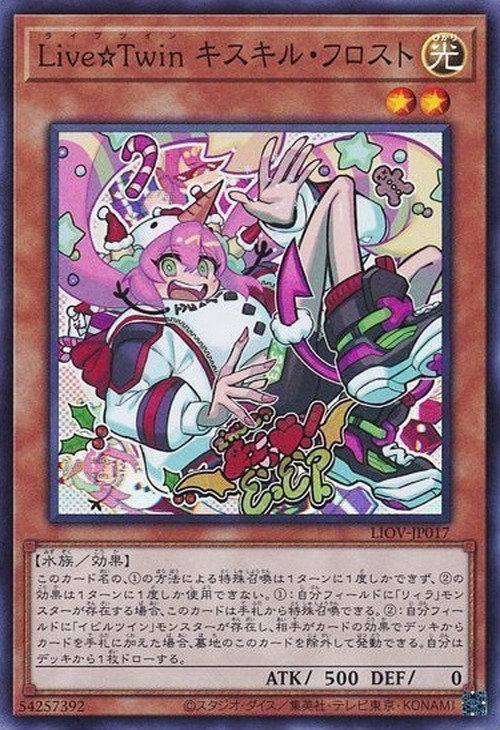 ライブツイン
Live☆Twin キスキル・フロスト
光
good
LIOV-JP017
【水族／効果】
このカード名の、①の方法による特殊召喚は1ターンに1度しかできず、②の
効果は1ターンに1度しか使用できない。①：自分フィールドに「リィラ」モン
スターが存在する場合、このカードは手札から特殊召喚できる。②：自分フィー
ルドに「イビルツイン」モンスターが存在し、相手がカードの効果でデッキから
カードを手札に加えた場合、墓地のこのカードを除外して発動できる。自分は
デッキから1枚ドローする。
ATK/ 500 DEF/ 0
54257392
©スタジオ・ダイス／集英社・テレビ東京・KONAMI